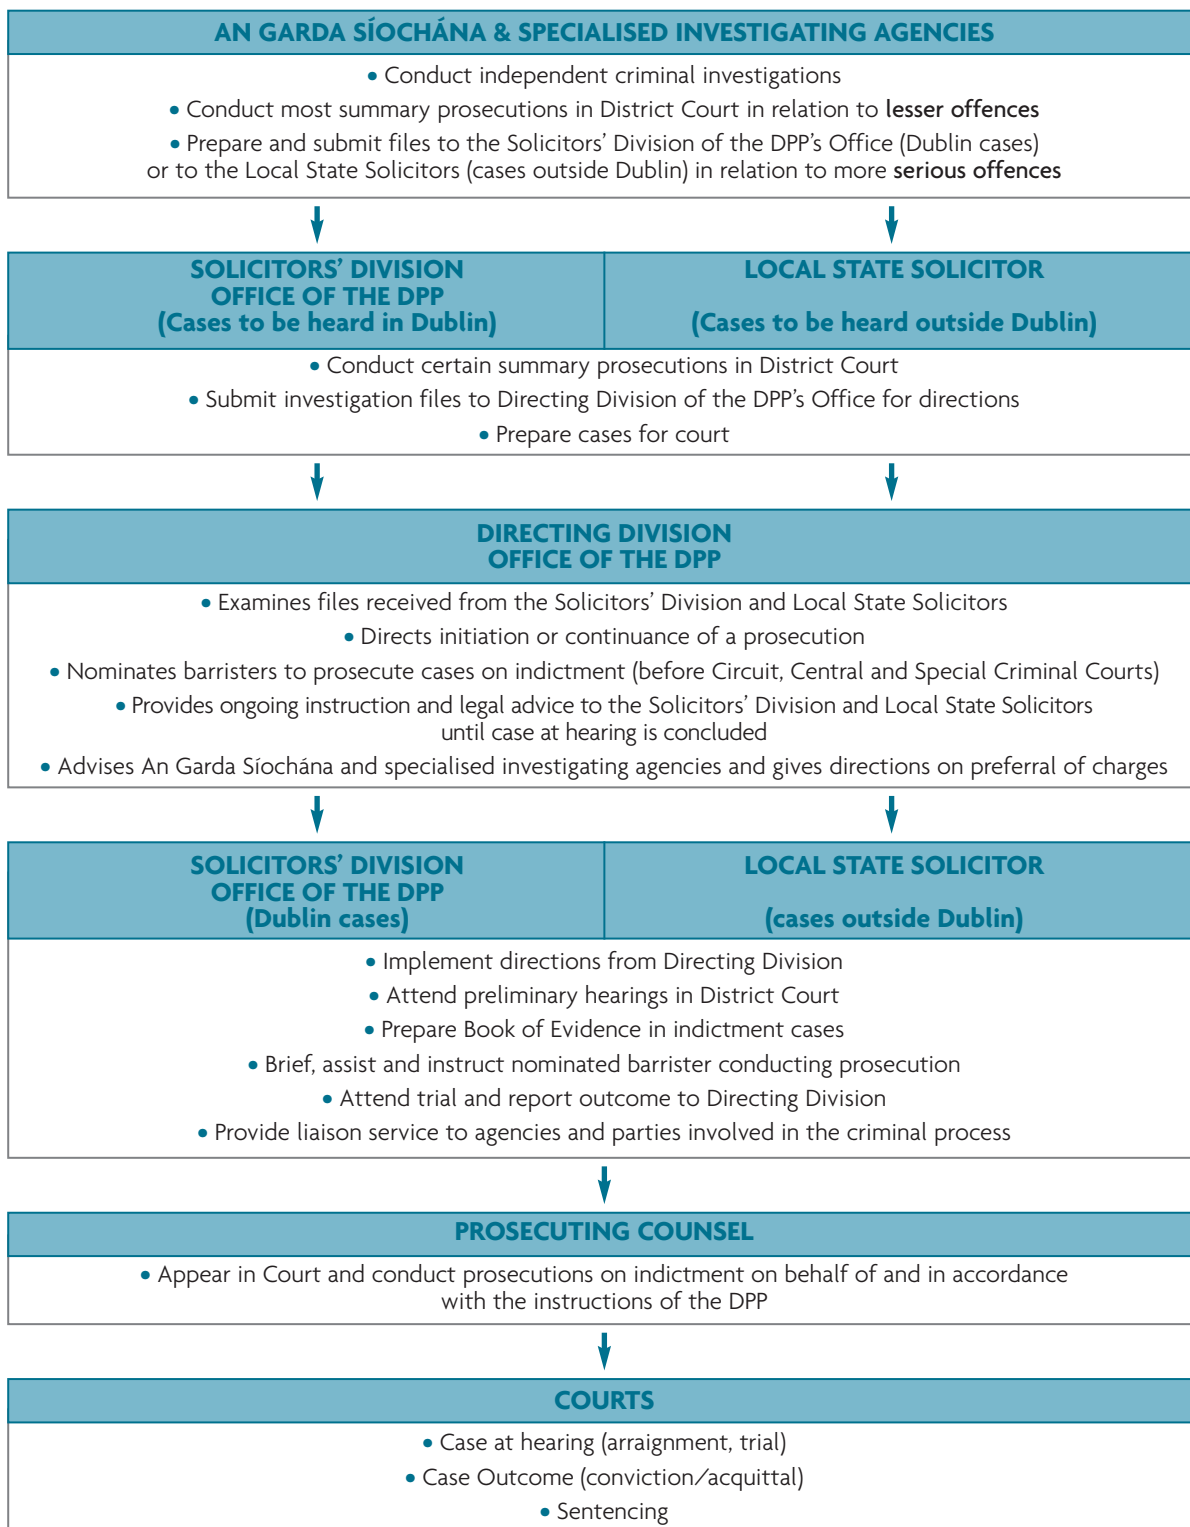 AN GARDA SÍOCHÁNA & SPECIALISED INVESTIGATING AGENCIES
• Conduct independent criminal investigations
• Conduct most summary prosecutions in District Court in relation to lesser offences
• Prepare and submit files to the Solicitors’ Division of the DPP’s Office (Dublin cases)
or to the Local State Solicitors (cases outside Dublin) in relation to more serious offences
SOLICITORS’ DIVISION
OFFICE OF THE DPP
(Cases to be heard in Dublin)
LOCAL STATE SOLICITOR
(Cases to be heard outside Dublin)
• Conduct certain summary prosecutions in District Court
• Submit investigation files to Directing Division of the DPP’s Office for directions
• Prepare cases for court
DIRECTING DIVISION
OFFICE OF THE DPP
• Examines files received from the Solicitors’ Division and Local State Solicitors
• Directs initiation or continuance of a prosecution
• Nominates barristers to prosecute cases on indictment (before Circuit, Central and Special Criminal Courts)
• Provides ongoing instruction and legal advice to the Solicitors’ Division and Local State Solicitors
until case at hearing is concluded
• Advises An Garda Síochána and specialised investigating agencies and gives directions on preferral of charges
SOLICITORS’ DIVISION
OFFICE OF THE DPP
(Dublin cases)
LOCAL STATE SOLICITOR
(cases outside Dublin)
• Implement directions from Directing Division
• Attend preliminary hearings in District Court
• Prepare Book of Evidence in indictment cases
• Brief, assist and instruct nominated barrister conducting prosecution
• Attend trial and report outcome to Directing Division
• Provide liaison service to agencies and parties involved in the criminal process
PROSECUTING COUNSEL
• Appear in Court and conduct prosecutions on indictment on behalf of and in accordance
with the instructions of the DPP
COURTS
• Case at hearing (arraignment, trial)
• Case Outcome (conviction/acquittal)
• Sentencing